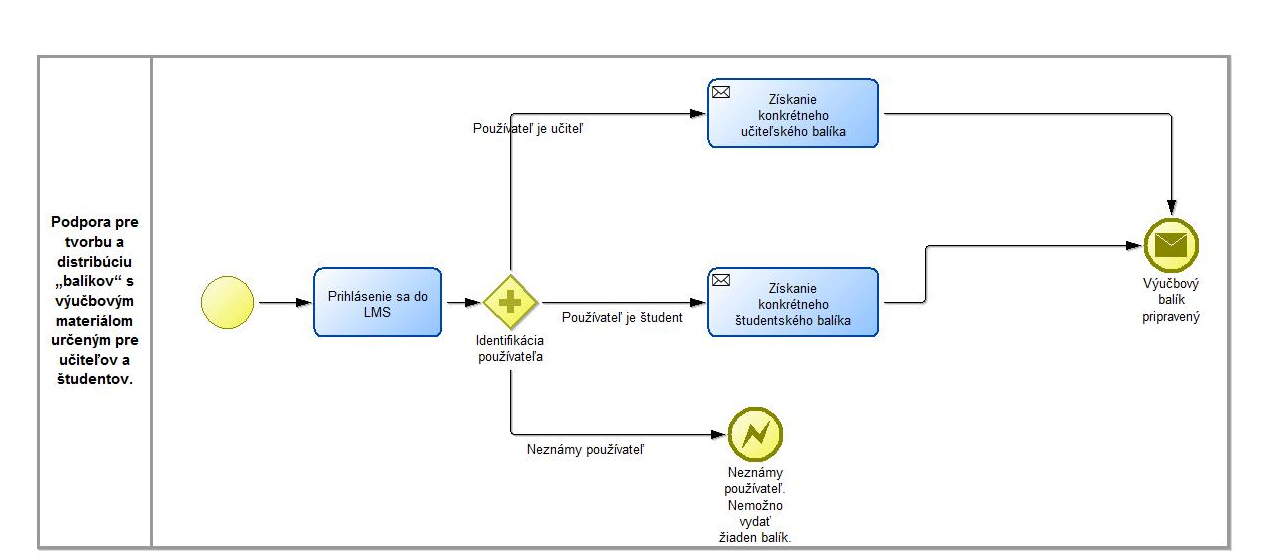 Podpora pre
tvorbu a
distribúciu
„balíkov“ s
výučbovým
materiálom
určeným pre
učiteľov a
študentov.
Prihlásenie sa do
LMS
Identifikácia
používateľa
Používateľ je učiteľ
Získanie
konkrétneho
učiteľského balíka
Používateľ je študent
Získanie
konkrétneho
študentského balíka
Výučbový
balík
pripravený
Neznámy používateľ
Neznámy
používateľ.
Nemožno
vydať
žiaden balík.